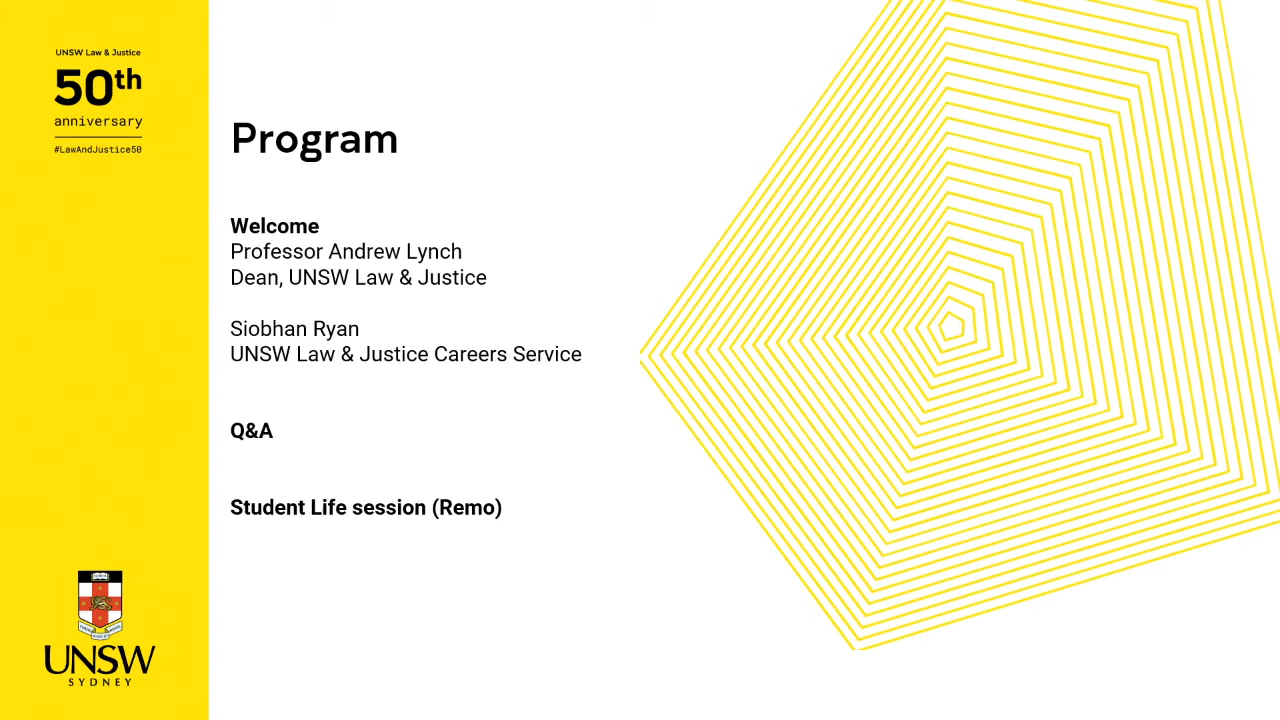 UNSW Law & Justice
50th
anniversary
#LawAndJustice50
Program
Welcome
Professor Andrew Lynch
Dean, UNSW Law & Justice
Siobhan Ryan
UNSW Law & Justice Careers Service
Q&A
Student Life session (Remo)
UNSW
SYDNEY